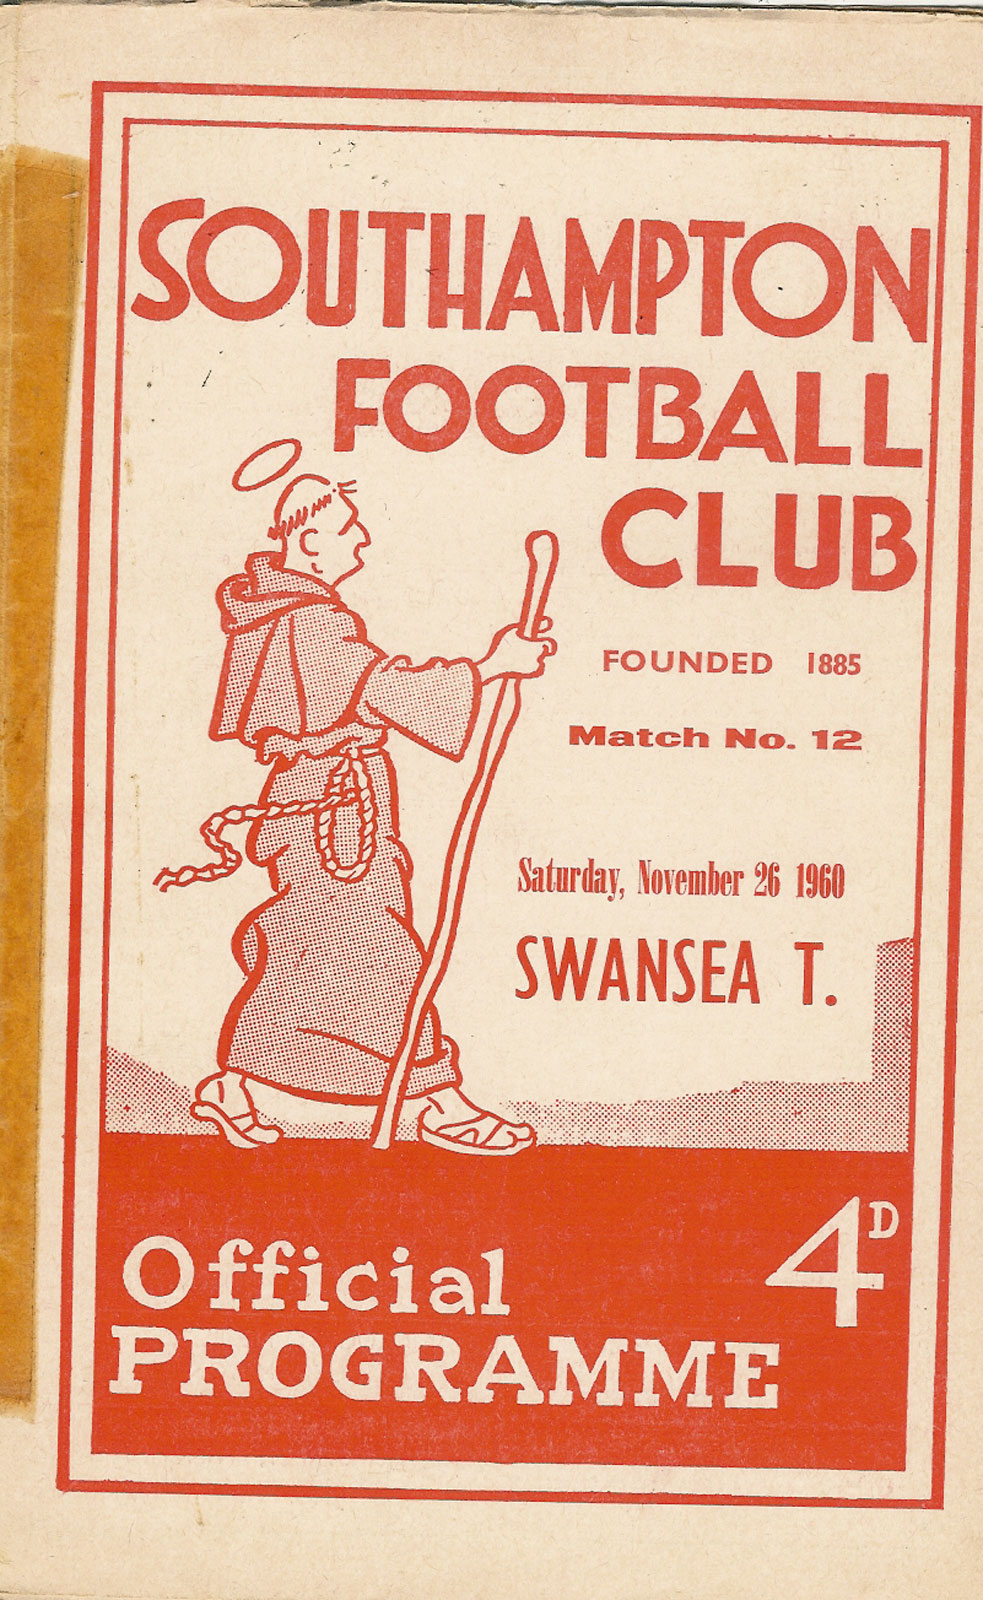 SOUTHAMPTON
FOOTBALL
CLUB
FOUNDED 1885
Match No. 12
Saturday, November 26 1960
SWANSEA T.
4D
Official
PROGRAMME